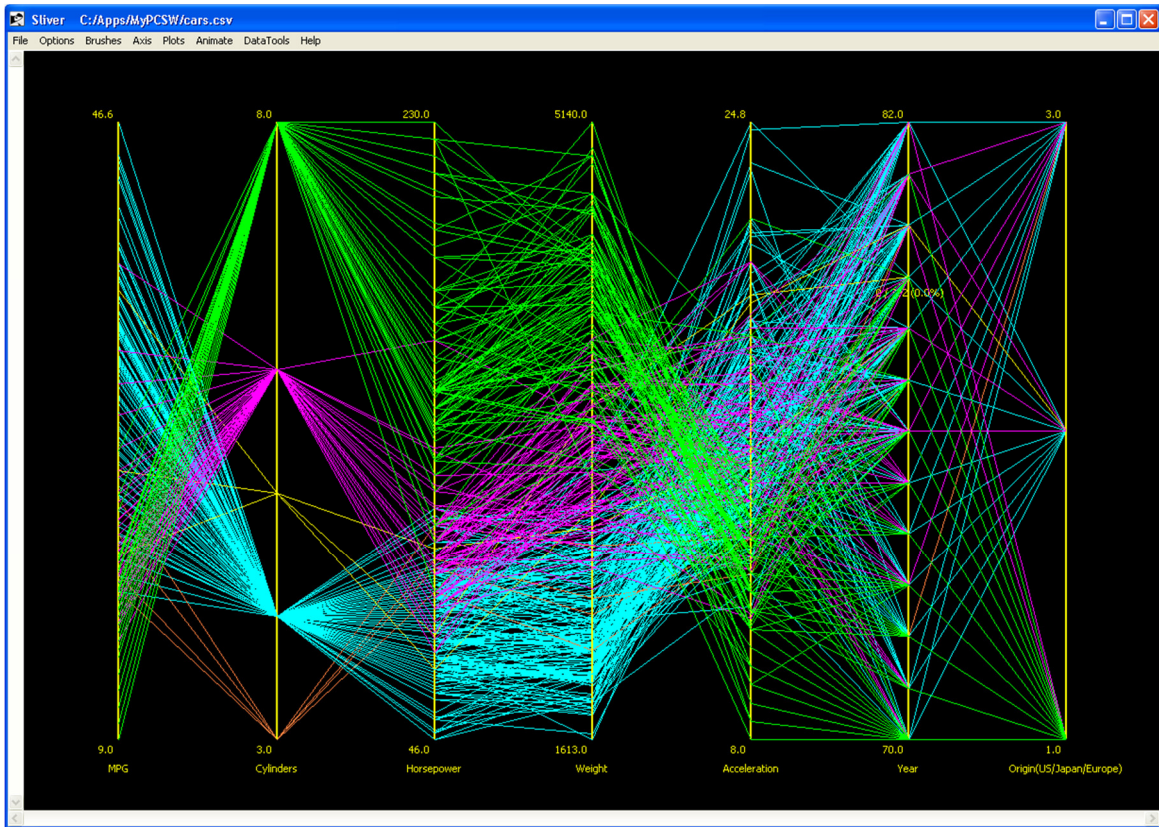 Sliver C:/Apps/MyPCSW/cars.csv
File Options Brushes Axis Plots Animate DataTools Help
46.6 8.0 230.0 5140.0 24.8 82.0 3.0
(0.0%)
9.0 3.0 46.0 1613.0 8.0 70.0 1.0
MPG Cylinders Horsepower Weight Acceleration Year Origin(US/Japan/Europe)